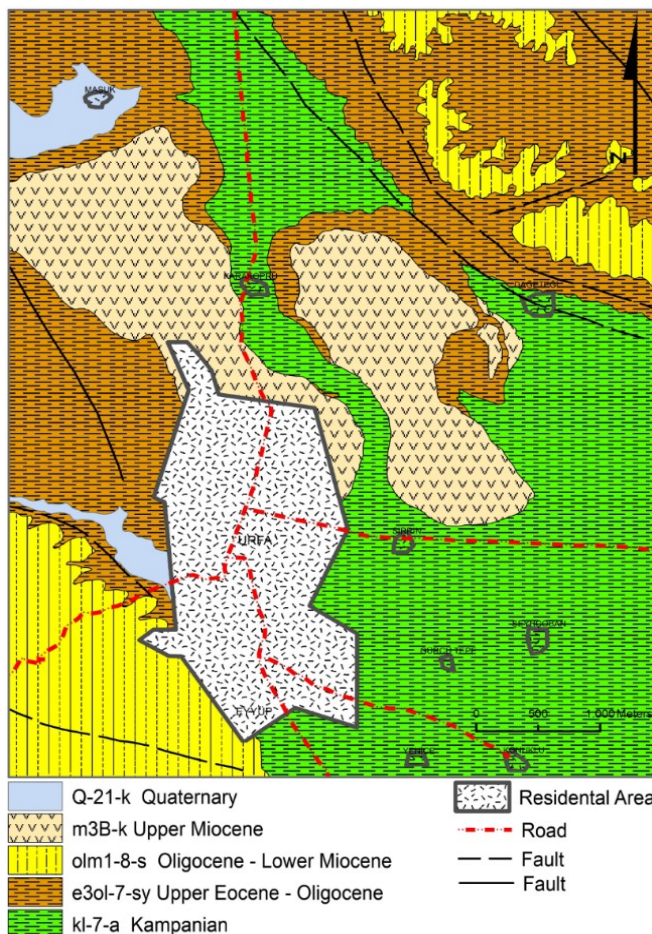 MASUK
N
URFA
EYYUP
YENICE
0 500 1.000 Meters
Q-21-k Quaternary
m3B-k Upper Miocene
olm1-8-s Oligocene - Lower Miocene
e3ol-7-sy Upper Eocene - Oligocene
kl-7-a Kampanian
Residental Area
Road
Fault
Fault